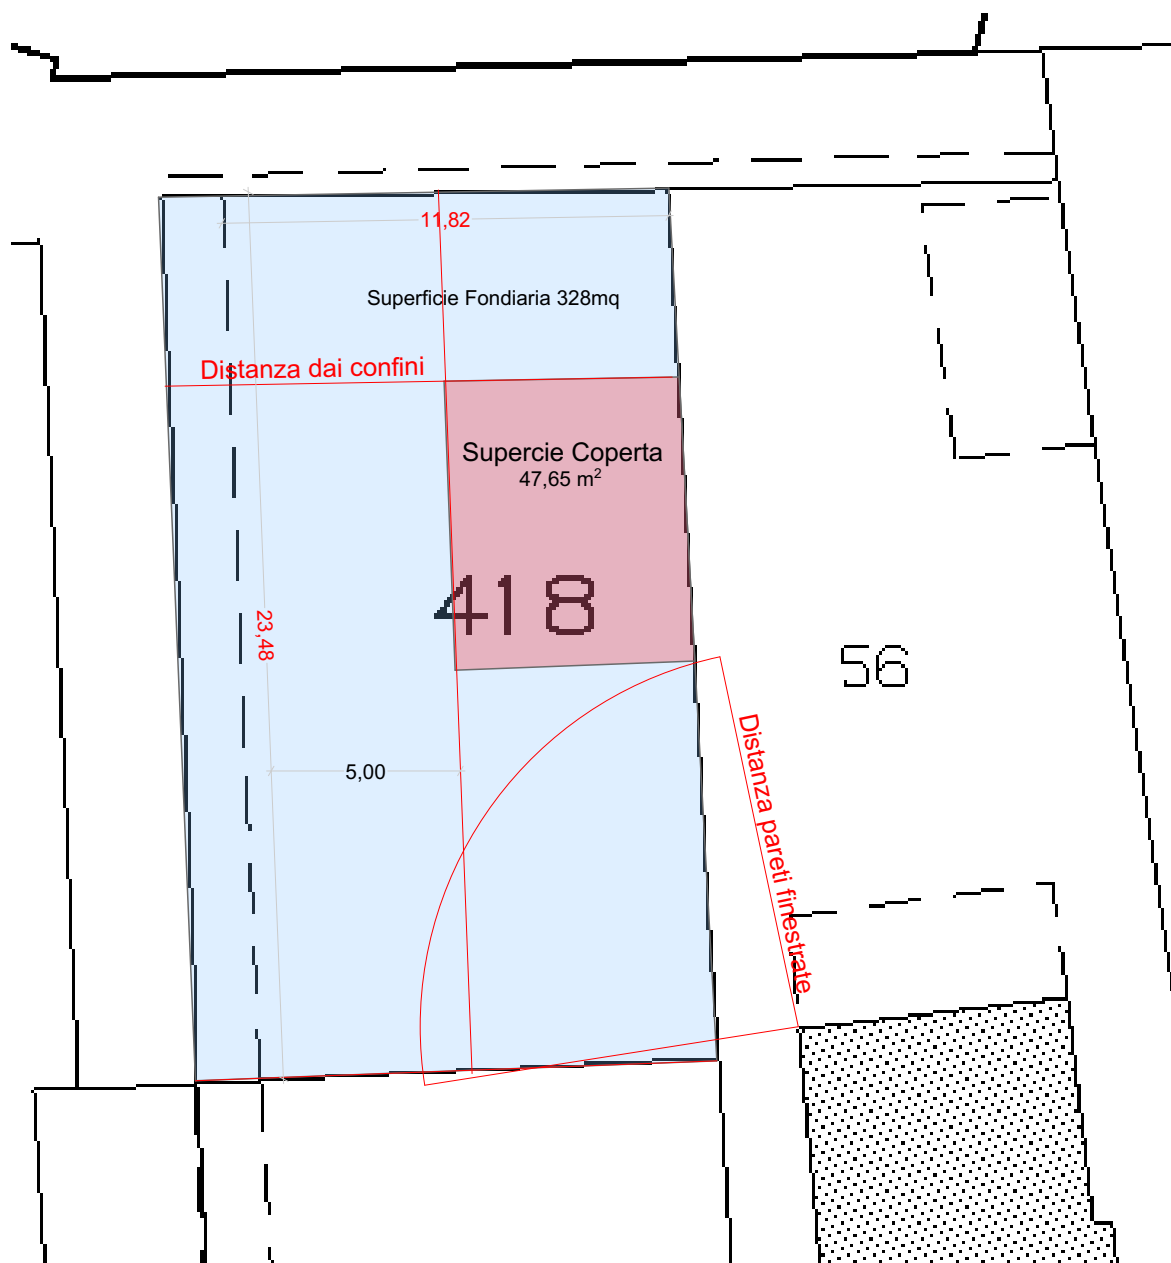 11,82
Superficie Fondiaria 328mq
Distanza dai confini
Supercie Coperta
47,65 m²
418
23,48
56
5,00
Distanza pareti finestrate